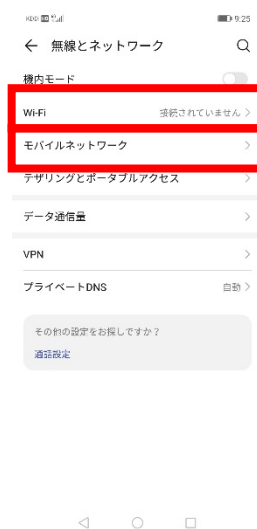 KDD
9:25
無線とネットワーク
機内モード
Wi-Fi 接続されていません
モバイルネットワーク
テザリングとポータブルアクセス
データ通信量
VPN
プライベートDNS 自動
その他の設定をお探しですか？
通話設定